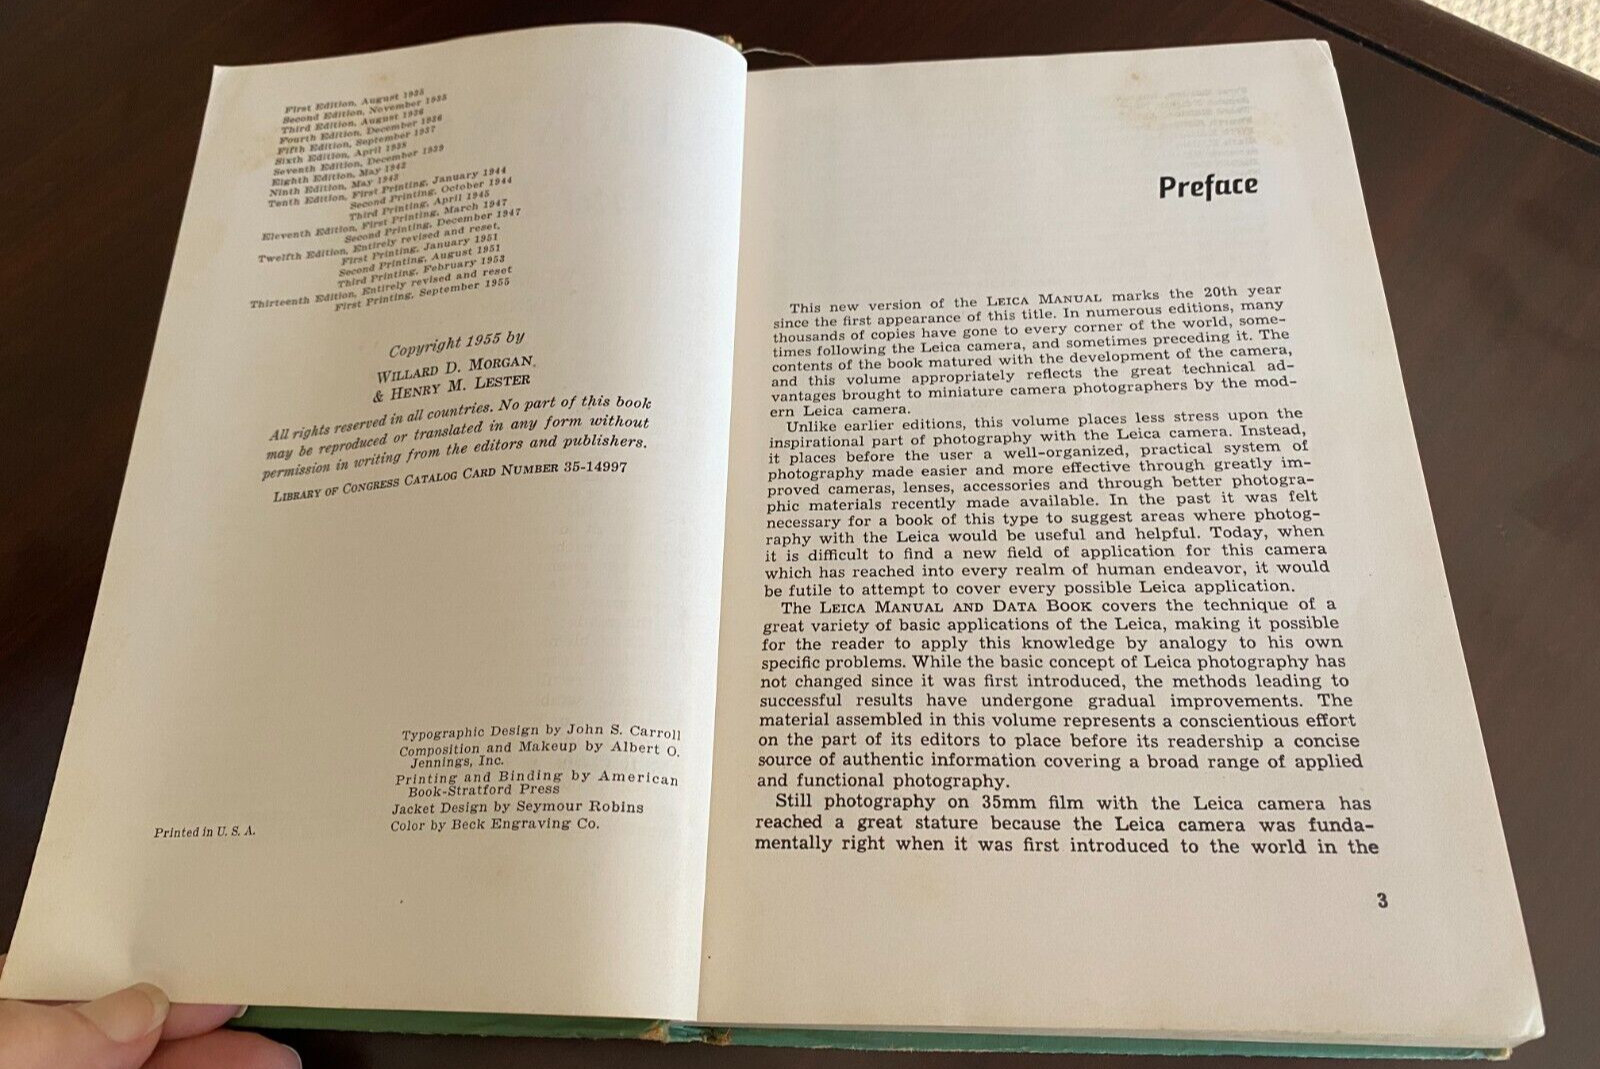 First Edition, August 1935
Second Edition, November 1935
Third Edition, August 1936
Fourth Edition, December 1936
Fifth Edition, September 1937
Sixth Edition, April 1938
Seventh Edition, December 1939
Eighth Edition, May 1942
Ninth Edition, May 1943
Tenth Edition, First Printing, January 1944
Second Printing, October 1944
Third Printing, April 1945
Eleventh Edition, First Printing, March 1947
Second Printing, December 1947
Twelfth Edition, Entirely revised and reset,
First Printing, January 1951
Second Printing, August 1951
Third Printing, February 1953
Thirteenth Edition, Entirely revised and reset
First Printing, September 1955
Copyright 1955 by
WILLARD D. MORGAN
& HENRY M. LESTER
All rights reserved in all countries. No part of this book
may be reproduced or translated in any form without
permission in writing from the editors and publishers.
LIBRARY OF CONGRESS CATALOG CARD NUMBER 35-14997
Typographic Design by John S. Carroll
Composition and Makeup by Albert O.
Jennings, Inc.
Printing and Binding by American
Book-Stratford Press
Jacket Design by Seymour Robins
Color by Beck Engraving Co.
Printed in U. S. A.
Preface
This new version of the LEICA MANUAL marks the 20th year
since the first appearance of this title. In numerous editions, many
thousands of copies have gone to every corner of the world, some-
times following the Leica camera, and sometimes preceding it. The
contents of the book matured with the development of the camera,
and this volume appropriately reflects the great technical ad-
vantages brought to miniature camera photographers by the mod-
ern Leica camera.
Unlike earlier editions, this volume places less stress upon the
inspirational part of photography with the Leica camera. Instead,
it places before the user a well-organized, practical system of
photography made easier and more effective through greatly im-
proved cameras, lenses, accessories and through better photogra-
phic materials recently made available. In the past it was felt
necessary for a book of this type to suggest areas where photog-
raphy with the Leica would be useful and helpful. Today, when
it is difficult to find a new field of application for this camera
which has reached into every realm of human endeavor, it would
be futile to attempt to cover every possible Leica application.
The LEICA MANUAL AND DATA BOOK covers the technique of a
great variety of basic applications of the Leica, making it possible
for the reader to apply this knowledge by analogy to his own
specific problems. While the basic concept of Leica photography has
not changed since it was first introduced, the methods leading to
successful results have undergone gradual improvements. The
material assembled in this volume represents a conscientious effort
on the part of its editors to place before its readership a concise
source of authentic information covering a broad range of applied
and functional photography.
Still photography on 35mm film with the Leica camera has
reached a great stature because the Leica camera was funda-
mentally right when it was first introduced to the world in the
3